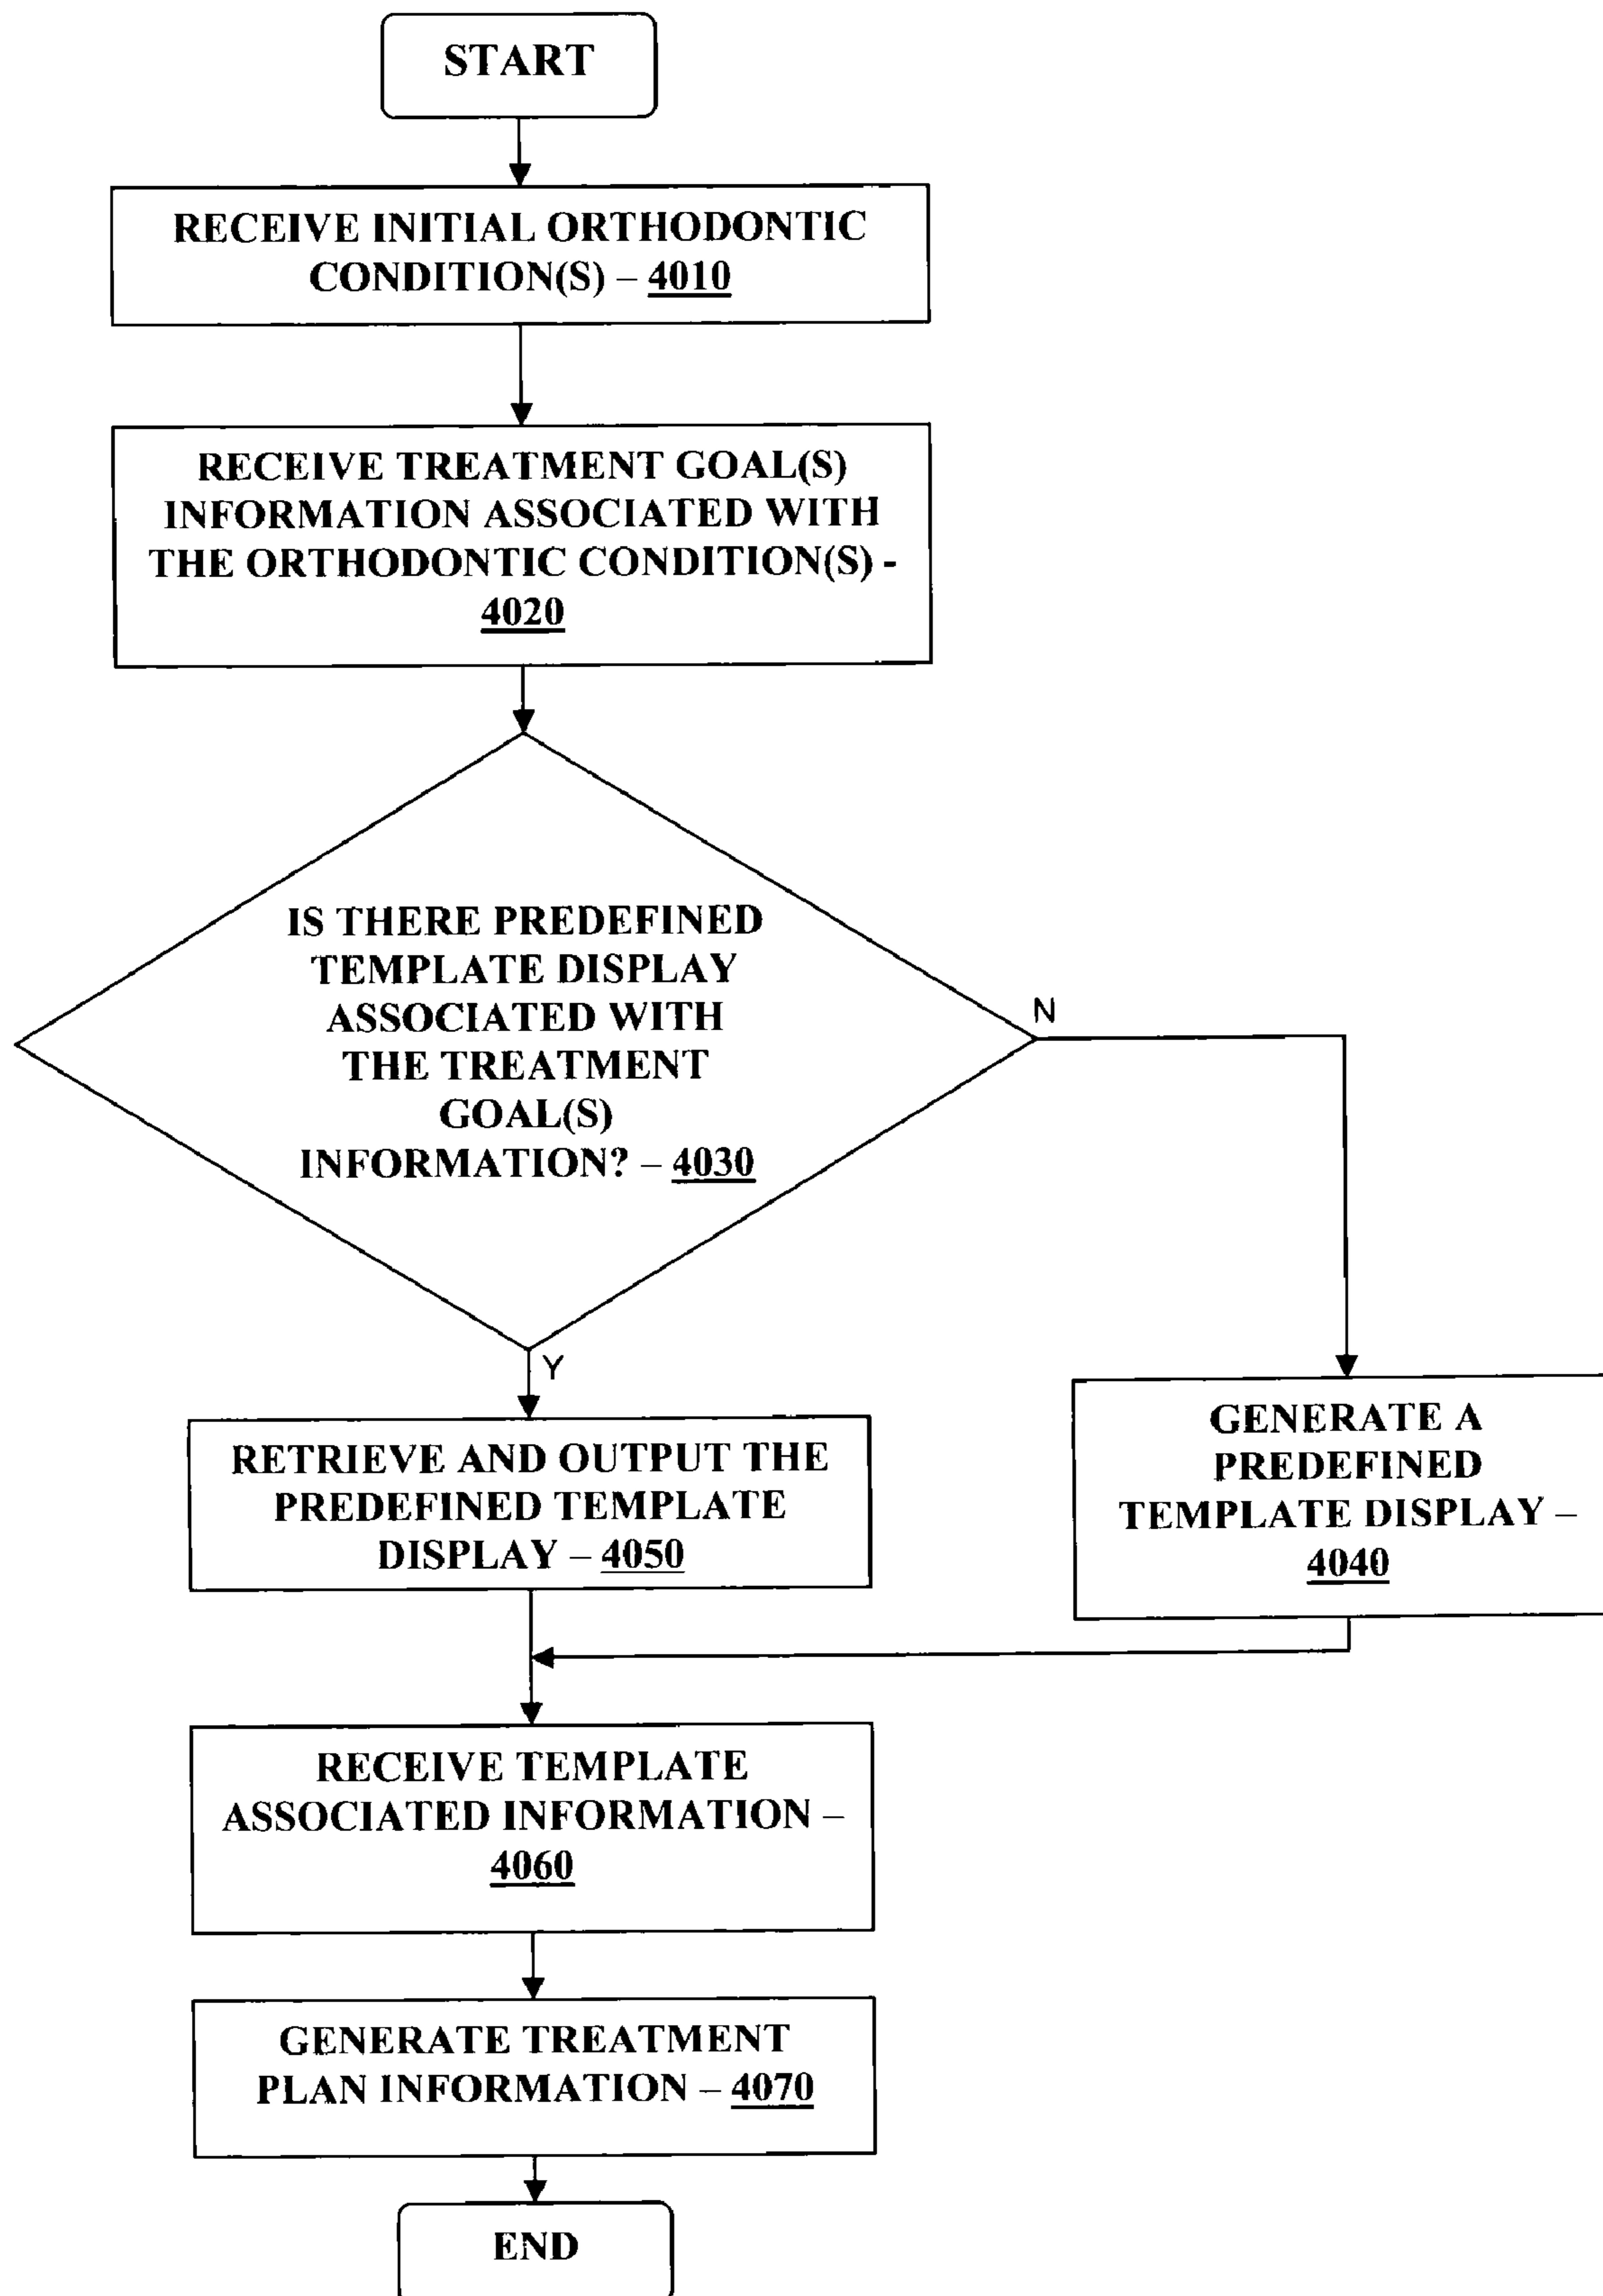 START
RECEIVE INITIAL ORTHODONTIC
CONDITION(S) – 4010
RECEIVE TREATMENT GOAL(S)
INFORMATION ASSOCIATED WITH
THE ORTHODONTIC CONDITION(S) -
4020
IS THERE PREDEFINED
TEMPLATE DISPLAY
ASSOCIATED WITH
THE TREATMENT
GOAL(S)
INFORMATION? – 4030
N
Y
RETRIEVE AND OUTPUT THE
PREDEFINED TEMPLATE
DISPLAY – 4050
GENERATE A
PREDEFINED
TEMPLATE DISPLAY –
4040
RECEIVE TEMPLATE
ASSOCIATED INFORMATION –
4060
GENERATE TREATMENT
PLAN INFORMATION – 4070
END